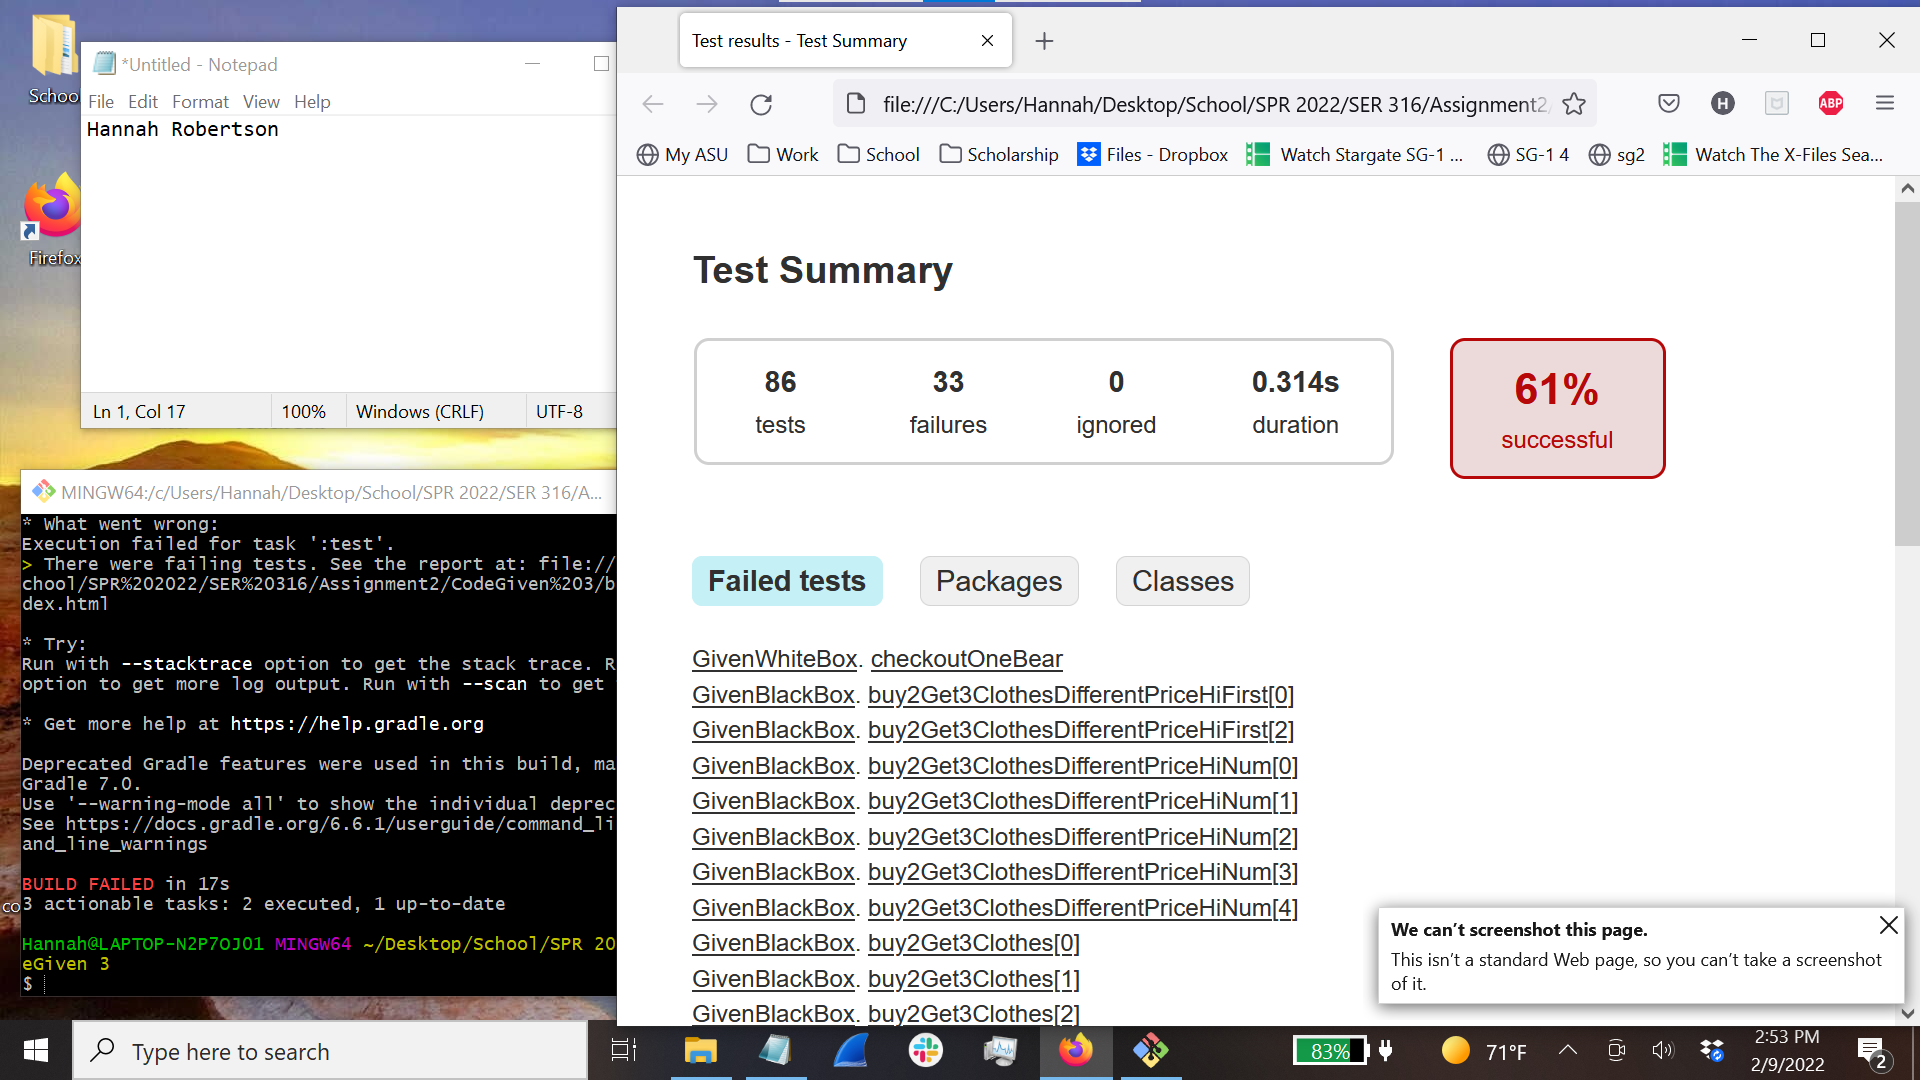 School
Firefox
*Untitled - Notepad
File Edit Format View Help
Hannah Robertson
Ln 1, Col 17 100% Windows (CRLF) UTF-8
MINGW64:/c/Users/Hannah/Desktop/School/SPR 2022/SER 316/A...
* What went wrong:
Execution failed for task ':test'.
> There were failing tests. See the report at: file://
chool/SPR%202022/SER%20316/Assignment2/CodeGiven%203/b
dex.html
* Try:
Run with --stacktrace option to get the stack trace. R
option to get more log output. Run with --scan to get
* Get more help at https://help.gradle.org
Deprecated Gradle features were used in this build, ma
Gradle 7.0.
Use '--warning-mode all' to show the individual deprec
See https://docs.gradle.org/6.6.1/userguide/command_li
and_line_warnings
BUILD FAILED in 17s
3 actionable tasks: 2 executed, 1 up-to-date
Hannah@LAPTOP-N2P7OJO1 MINGW64 ~/Desktop/School/SPR 20
eGiven 3
$
co
Test results - Test Summary
file:///C:/Users/Hannah/Desktop/School/SPR 2022/SER 316/Assignment2/
H
ABP
My ASU Work School Scholarship Files - Dropbox Watch Stargate SG-1 ... SG-1 4 sg2 Watch The X-Files Sea...
Test Summary
86 33 0 0.314s
tests failures ignored duration
61%
successful
Failed tests Packages Classes
GivenWhiteBox. checkoutOneBear
GivenBlackBox. buy2Get3ClothesDifferentPriceHiFirst[0]
GivenBlackBox. buy2Get3ClothesDifferentPriceHiFirst[2]
GivenBlackBox. buy2Get3ClothesDifferentPriceHiNum[0]
GivenBlackBox. buy2Get3ClothesDifferentPriceHiNum[1]
GivenBlackBox. buy2Get3ClothesDifferentPriceHiNum[2]
GivenBlackBox. buy2Get3ClothesDifferentPriceHiNum[3]
GivenBlackBox. buy2Get3ClothesDifferentPriceHiNum[4]
GivenBlackBox. buy2Get3Clothes[0]
GivenBlackBox. buy2Get3Clothes[1]
GivenBlackBox. buy2Get3Clothes[2]
We can't screenshot this page.
This isn't a standard Web page, so you can't take a screenshot
of it.
Type here to search
83%
71°F
2:53 PM
2/9/2022
2